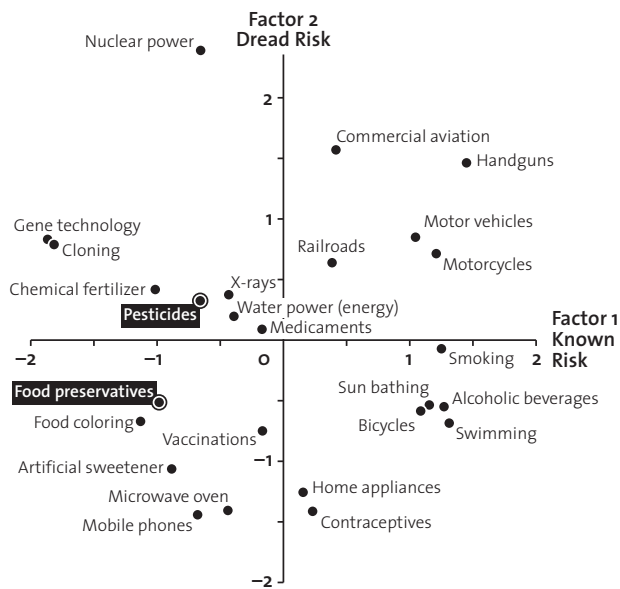 Factor 2
Dread Risk
Nuclear power
2
Commercial aviation
Handguns
Gene technology
1
Motor vehicles
Cloning
Railroads
Motorcycles
Chemical fertilizer
X-rays
Water power (energy)
Pesticides
Medicaments
Factor 1
Known
Risk
−2
−1
0
1
2
Smoking
Food preservatives
Sun bathing
Alcoholic beverages
Food coloring
Bicycles
Swimming
Vaccinations
−1
Artificial sweetener
Home appliances
Microwave oven
Mobile phones
Contraceptives
−2